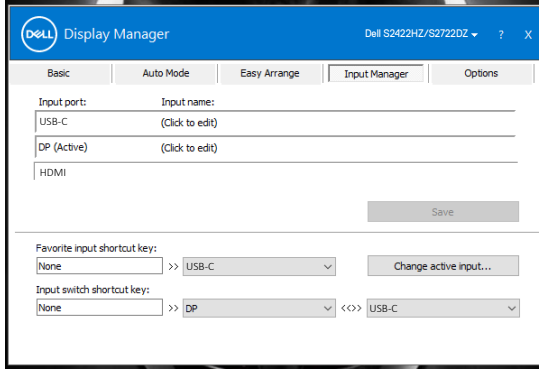 DELL Display Manager Dell S2422HZ/S2722DZ ? X
Basic Auto Mode Easy Arrange Input Manager Options
Input port: Input name:
USB-C (Click to edit)
DP (Active) (Click to edit)
HDMI
Save
Favorite input shortcut key:
None >> USB-C Change active input...
Input switch shortcut key:
None >> DP <<>> USB-C